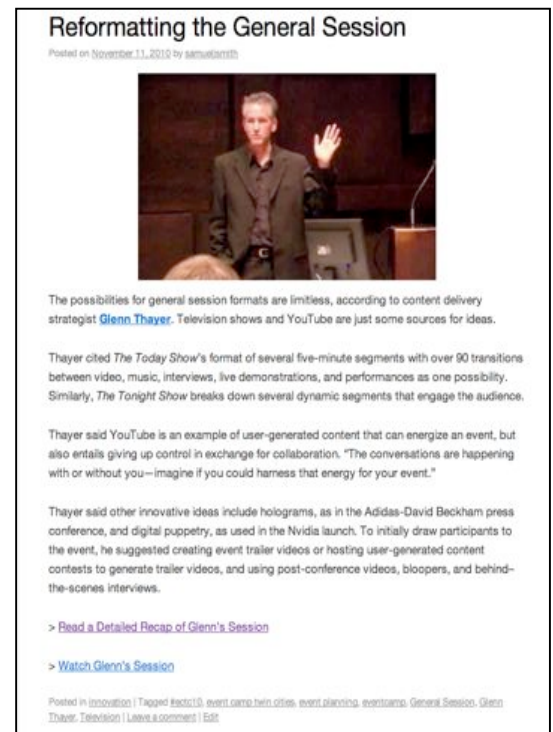 Reformatting the General Session
Posted on November 11, 2010 by samueljsmith
The possibilities for general session formats are limitless, according to content delivery
strategist Glenn Thayer. Television shows and YouTube are just some sources for ideas.
Thayer cited The Today Show's format of several five-minute segments with over 90 transitions
between video, music, interviews, live demonstrations, and performances as one possibility.
Similarly, The Tonight Show breaks down several dynamic segments that engage the audience.
Thayer said YouTube is an example of user-generated content that can energize an event, but
also entails giving up control in exchange for collaboration. "The conversations are happening
with or without you—imagine if you could harness that energy for your event."
Thayer said other innovative ideas include holograms, as in the Adidas-David Beckham press
conference, and digital puppetry, as used in the Nvidia launch. To initially draw participants to
the event, he suggested creating event trailer videos or hosting user-generated content
contests to generate trailer videos, and using post-conference videos, bloopers, and behind–
the-scenes interviews.
> Read a Detailed Recap of Glenn's Session
> Watch Glenn's Session
Posted in innovation | Tagged #ectc10, event camp twin cities, event planning, eventcamp, General Session, Glenn
Thayer, Television | Leave a comment | Edit